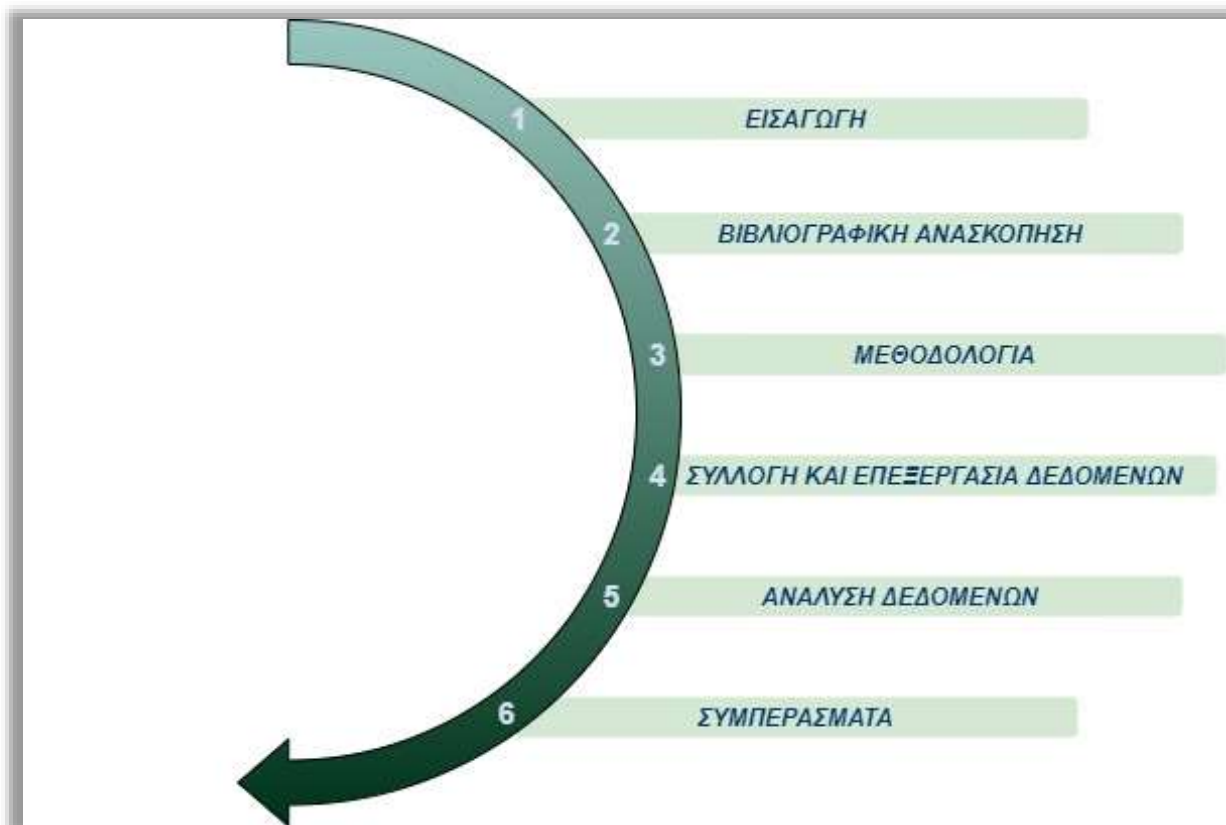 1 ΕΙΣΑΓΩΓΗ
2 ΒΙΒΛΙΟΓΡΑΦΙΚΗ ΑΝΑΣΚΟΠΗΣΗ
3 ΜΕΘΟΔΟΛΟΓΙΑ
4 ΣΥΛΛΟΓΗ ΚΑΙ ΕΠΕΞΕΡΓΑΣΙΑ ΔΕΔΟΜΕΝΩΝ
5 ΑΝΑΛΥΣΗ ΔΕΔΟΜΕΝΩΝ
6 ΣΥΜΠΕΡΑΣΜΑΤΑ